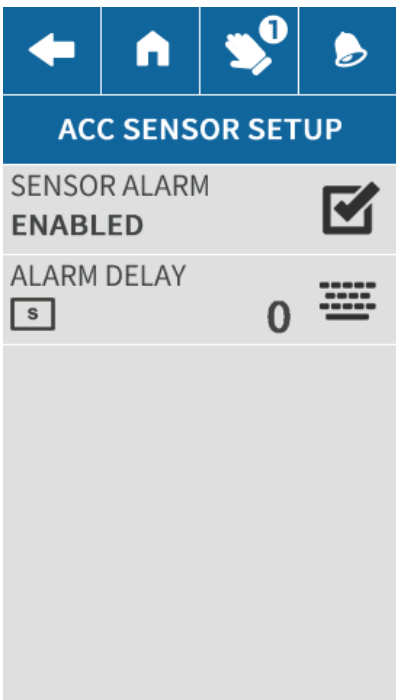 1
ACC SENSOR SETUP
SENSOR ALARM
ENABLED
ALARM DELAY
s 0